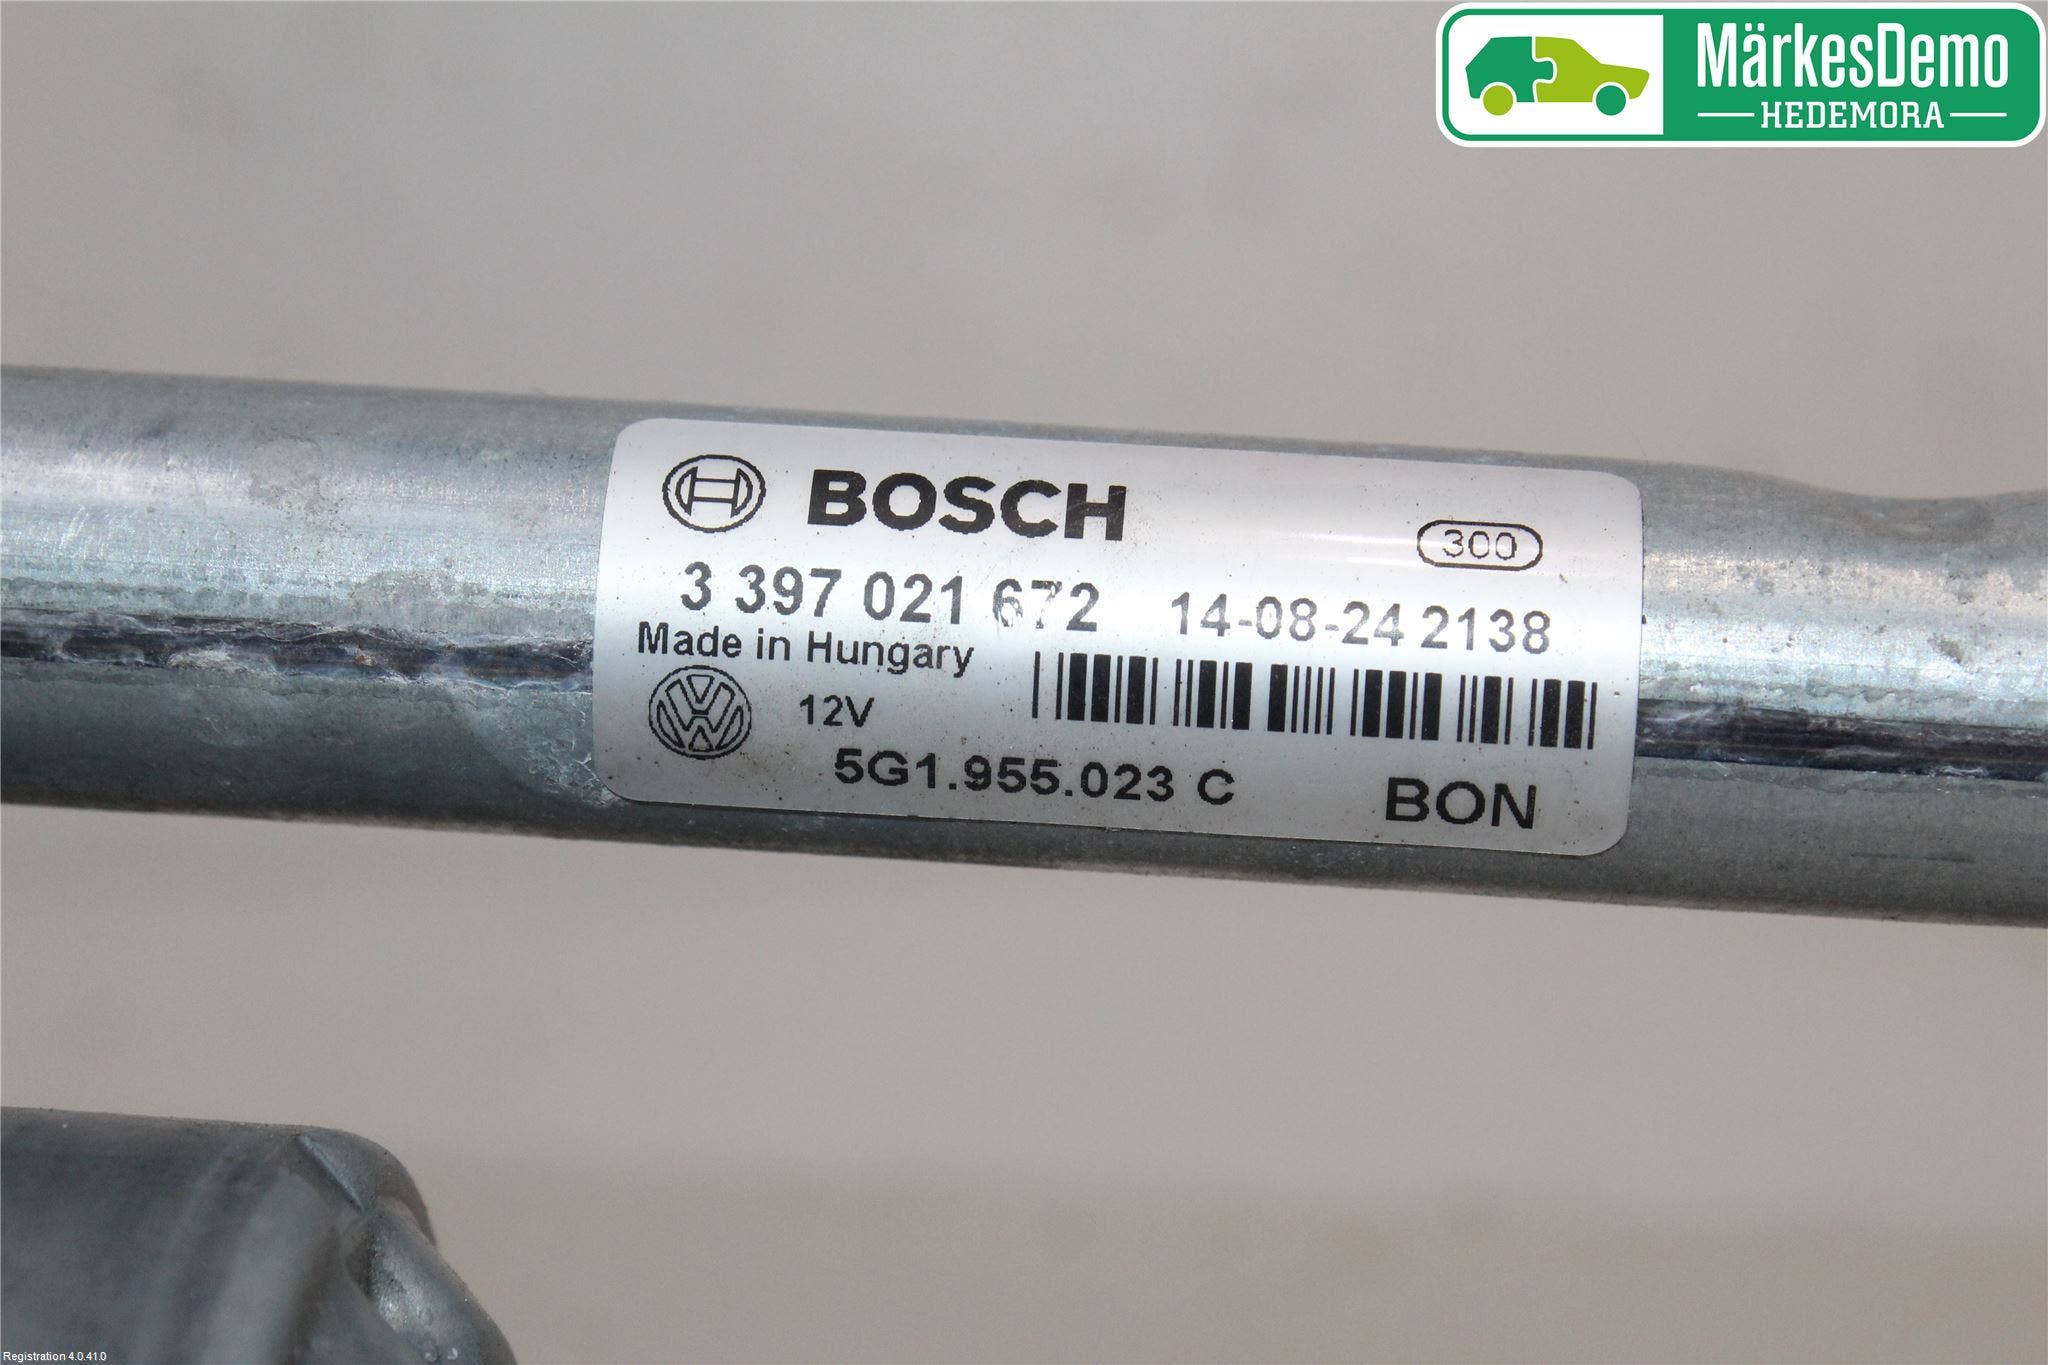 MärkesDemo
HEDEMORA
BOSCH
300
3 397 021 672 14-08-24 2138
Made in Hungary
12V
5G1.955.023 C BON
Registration 4.0.41.0